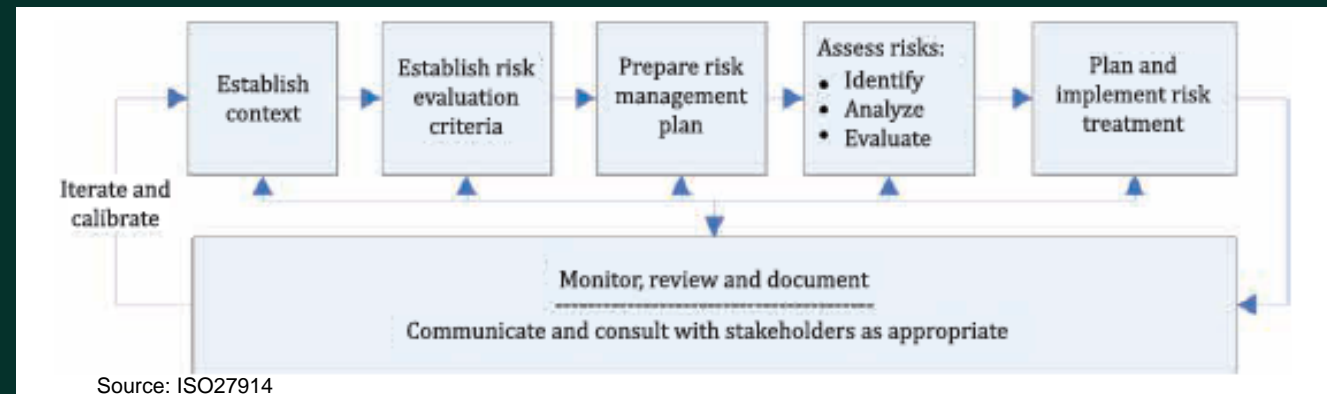 Establish
context
Establish risk
evaluation
criteria
Prepare risk
management
plan
Assess risks:
• Identify
• Analyze
• Evaluate
Plan and
implement risk
treatment
Iterate and
calibrate
Monitor, review and document
Communicate and consult with stakeholders as appropriate
Source: ISO27914